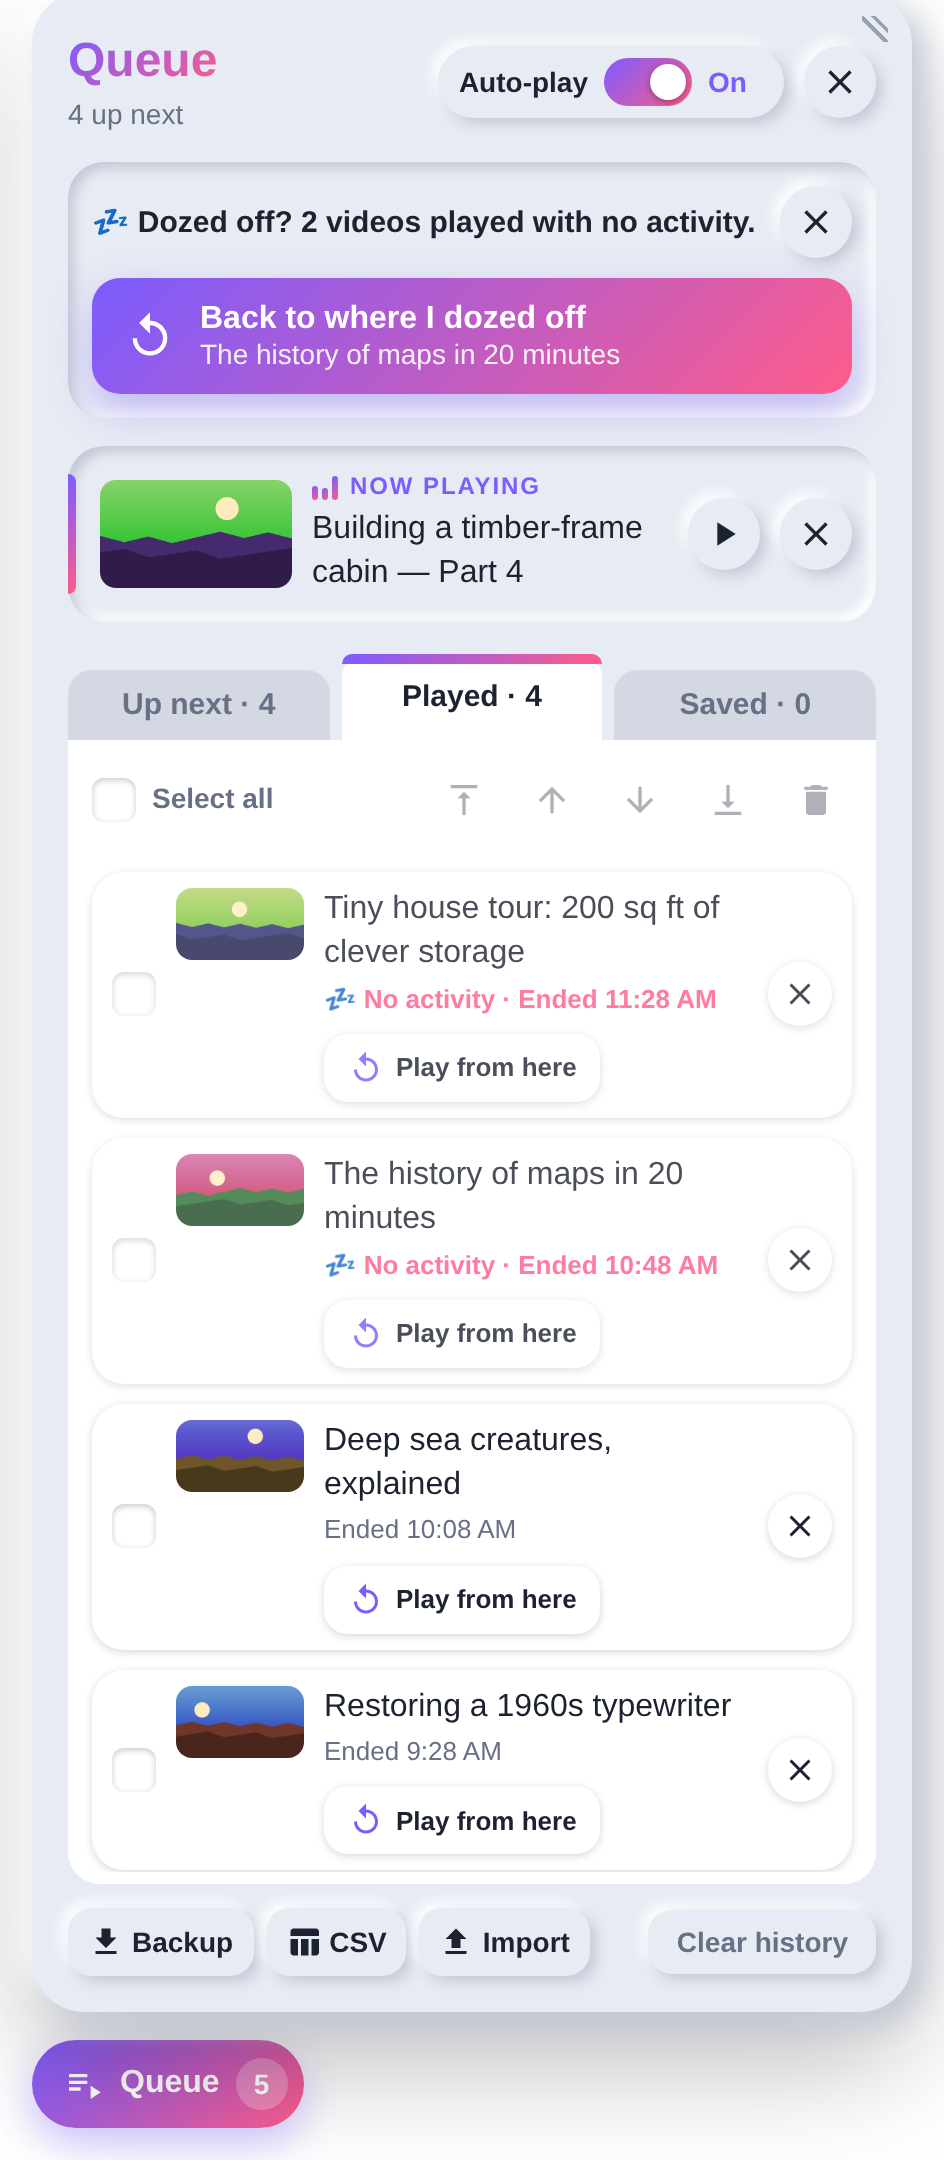 Queue
4 up next
Auto-play
On
💤 Dozed off? 2 videos played with no activity.
Back to where I dozed off
The history of maps in 20 minutes
NOW PLAYING
Building a timber-frame
cabin — Part 4
Up next · 4
Played · 4
Saved · 0
Select all
Tiny house tour: 200 sq ft of
clever storage
💤 No activity · Ended 11:28 AM
Play from here
The history of maps in 20
minutes
💤 No activity · Ended 10:48 AM
Play from here
Deep sea creatures,
explained
Ended 10:08 AM
Play from here
Restoring a 1960s typewriter
Ended 9:28 AM
Play from here
Backup
CSV
Import
Clear history
Queue 5